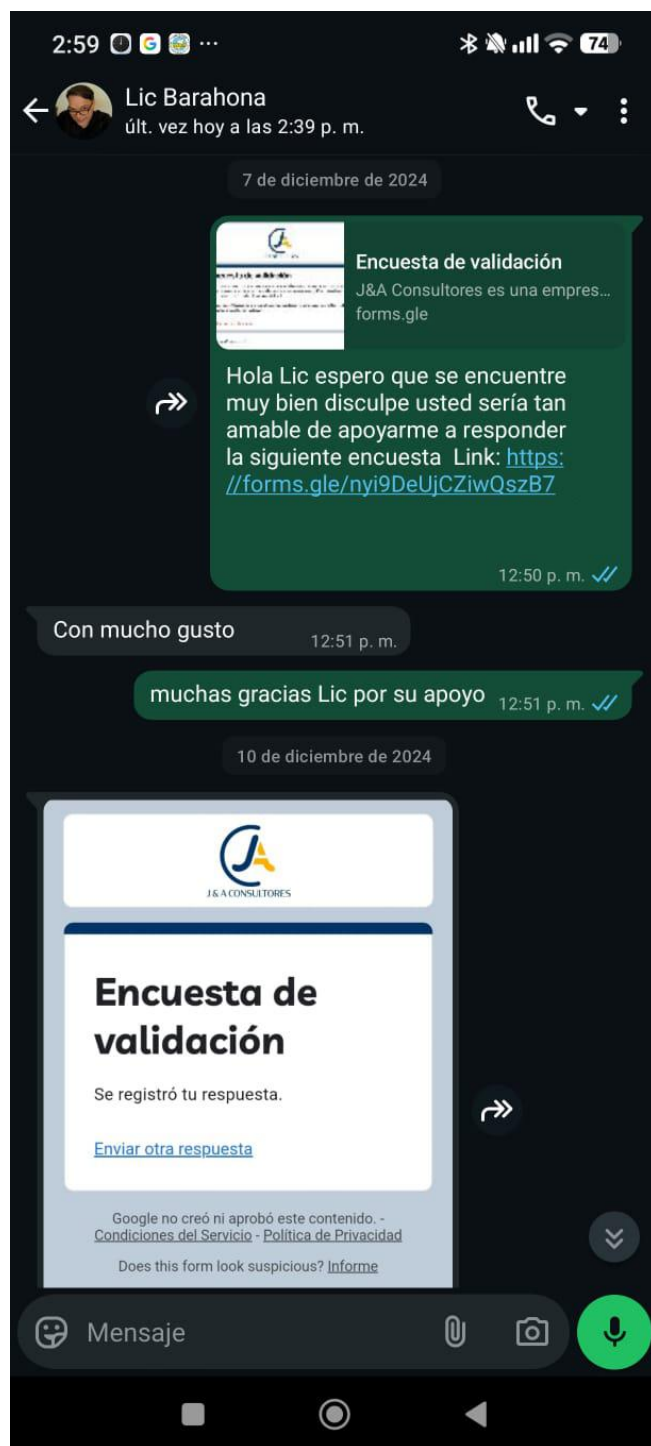 2:59
74
Lic Barahona
últ. vez hoy a las 2:39 p. m.
7 de diciembre de 2024
Encuesta de validación
J&A Consultores es una empres...
forms.gle
Hola Lic espero que se encuentre
muy bien disculpe usted sería tan
amable de apoyarme a responder
la siguiente encuesta Link: https:
//forms.gle/nyi9DeUjCZiwQszB7
12:50 p. m.
Con mucho gusto
12:51 p. m.
muchas gracias Lic por su apoyo
12:51 p. m.
10 de diciembre de 2024
J & A CONSULTORES
Encuesta de
validación
Se registró tu respuesta.
Enviar otra respuesta
Google no creó ni aprobó este contenido. -
Condiciones del Servicio - Política de Privacidad
Does this form look suspicious? Informe
Mensaje